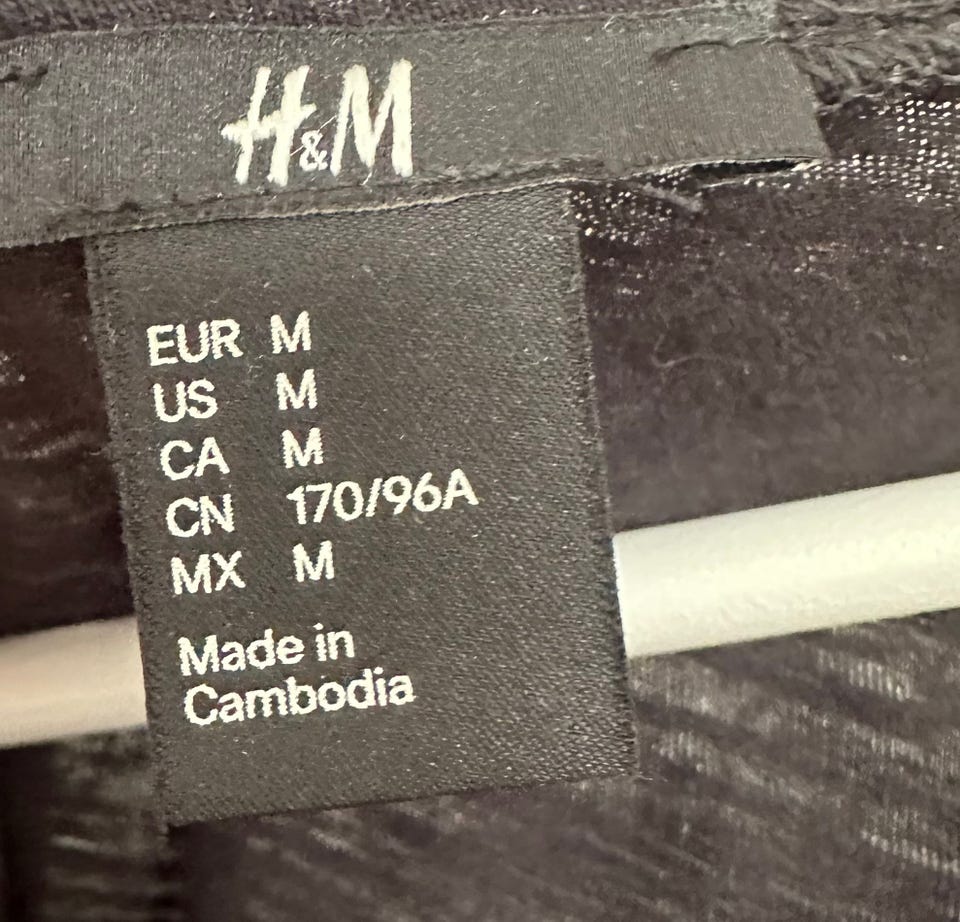 H&M
EUR M
US M
CA M
CN 170/96A
MX M
Made in
Cambodia